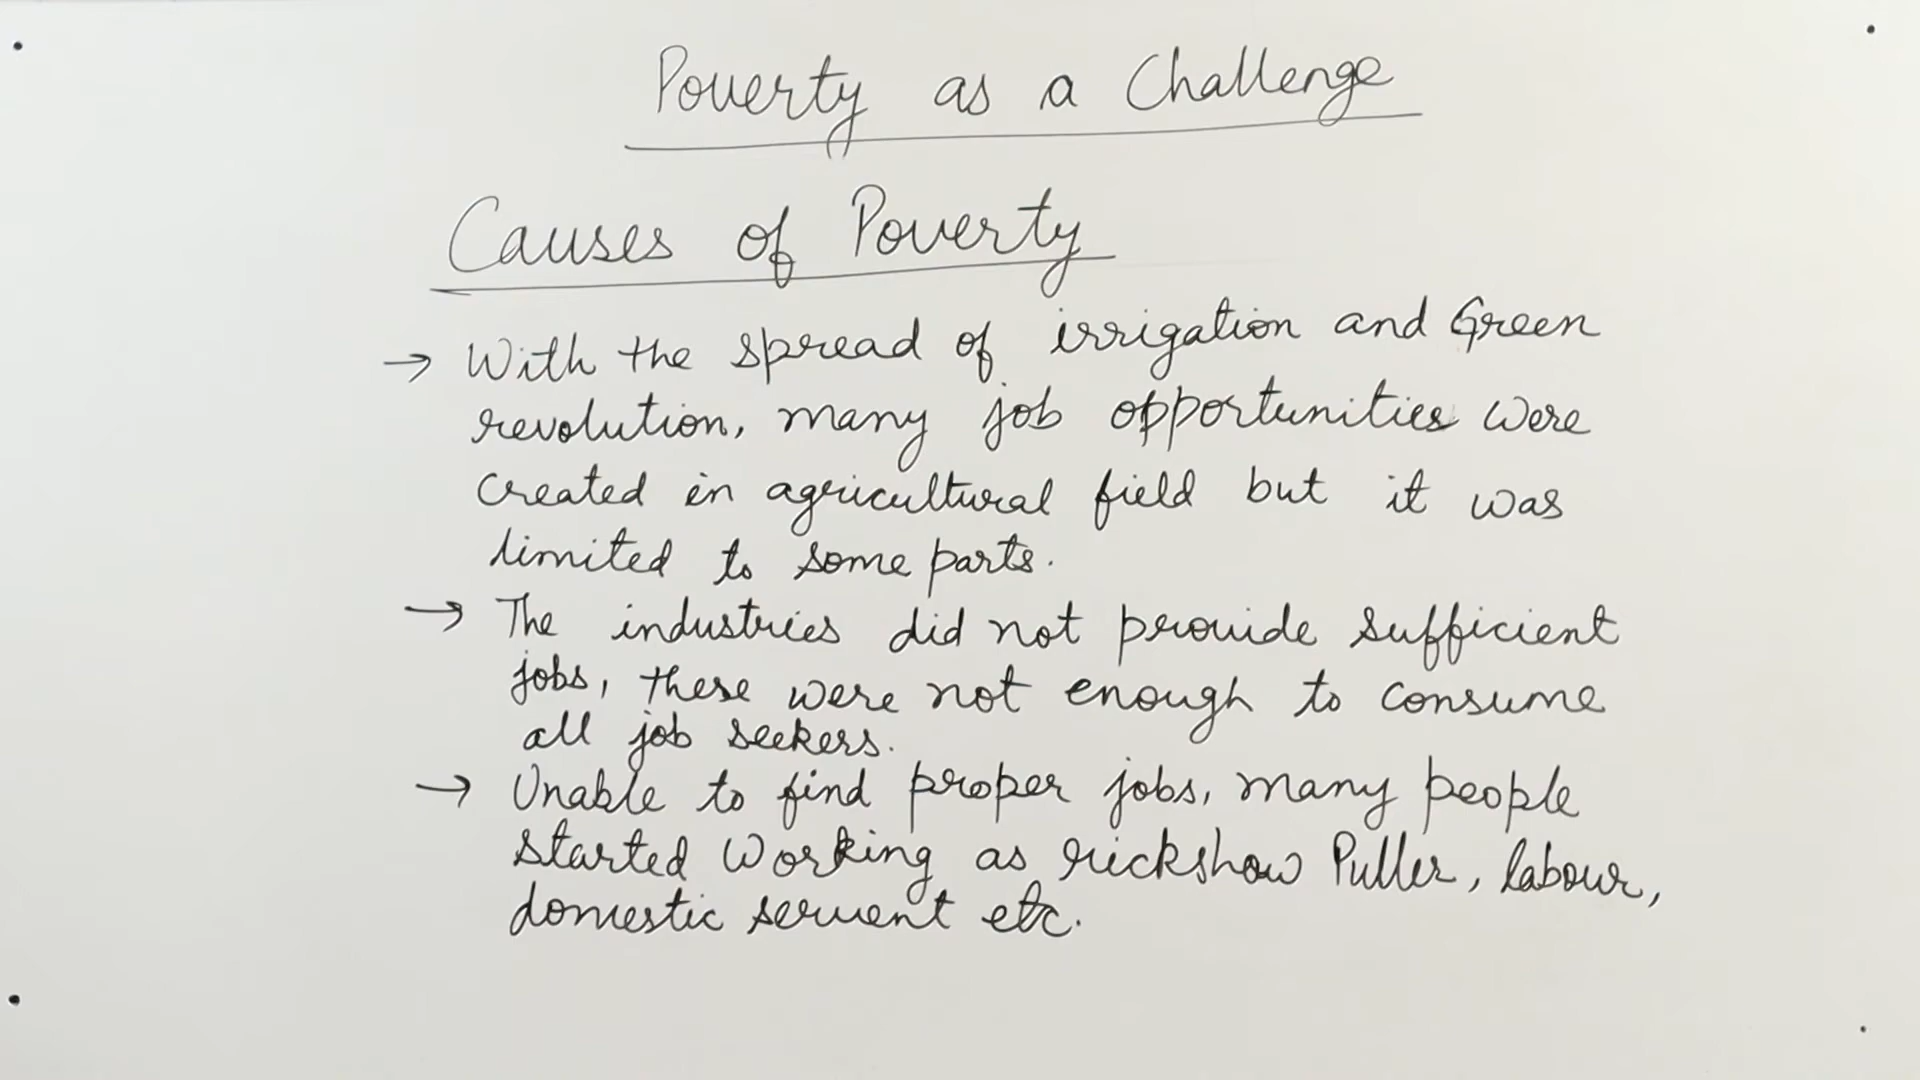 Poverty as a Challenge
Causes of Poverty
→ With the spread of irrigation and Green
revolution, many job opportunities were
created in agricultural field but it was
limited to some parts.
→ The industries did not provide sufficient
jobs, these were not enough to consume
all job seekers.
→ Unable to find proper jobs, many people
started working as rickshow Puller, labour,
domestic servent etc.